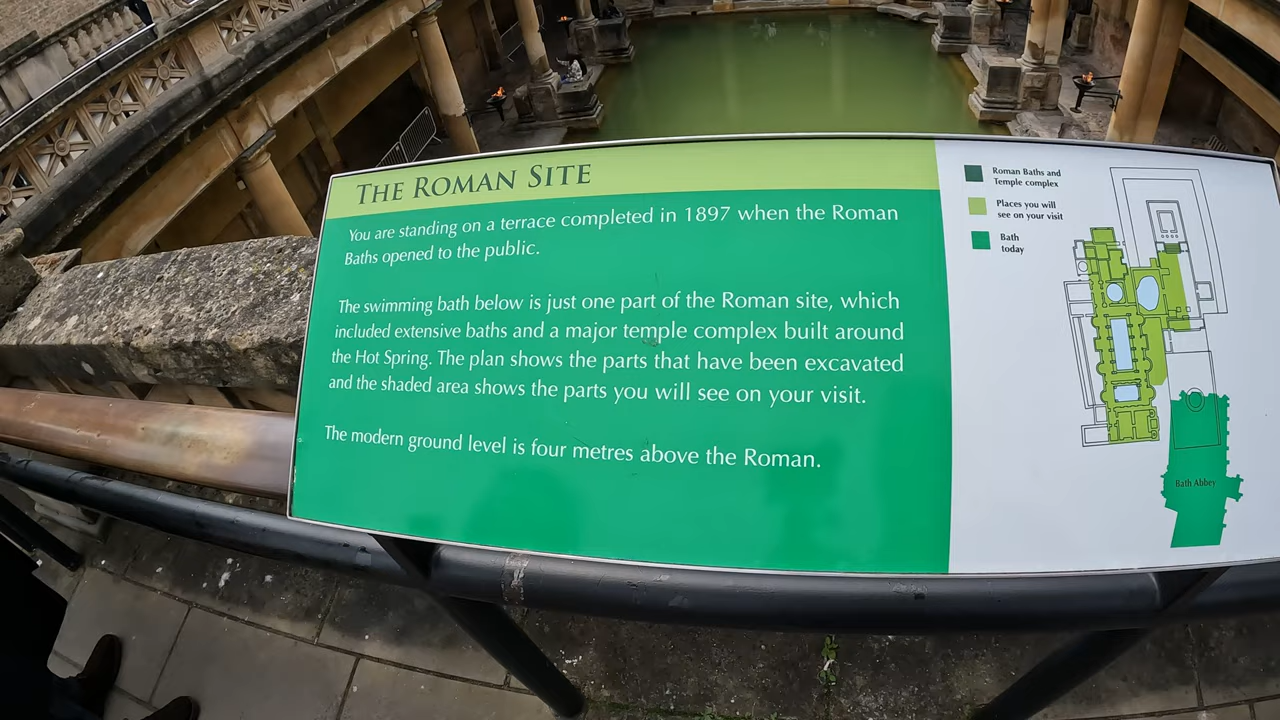 THE ROMAN SITE
You are standing on a terrace completed in 1897 when the Roman
Baths opened to the public.
The swimming bath below is just one part of the Roman site, which
included extensive baths and a major temple complex built around
the Hot Spring. The plan shows the parts that have been excavated
and the shaded area shows the parts you will see on your visit.
The modern ground level is four metres above the Roman.
Roman Baths and
Temple complex
Places you will
see on your visit
Bath
today
Bath Abbey